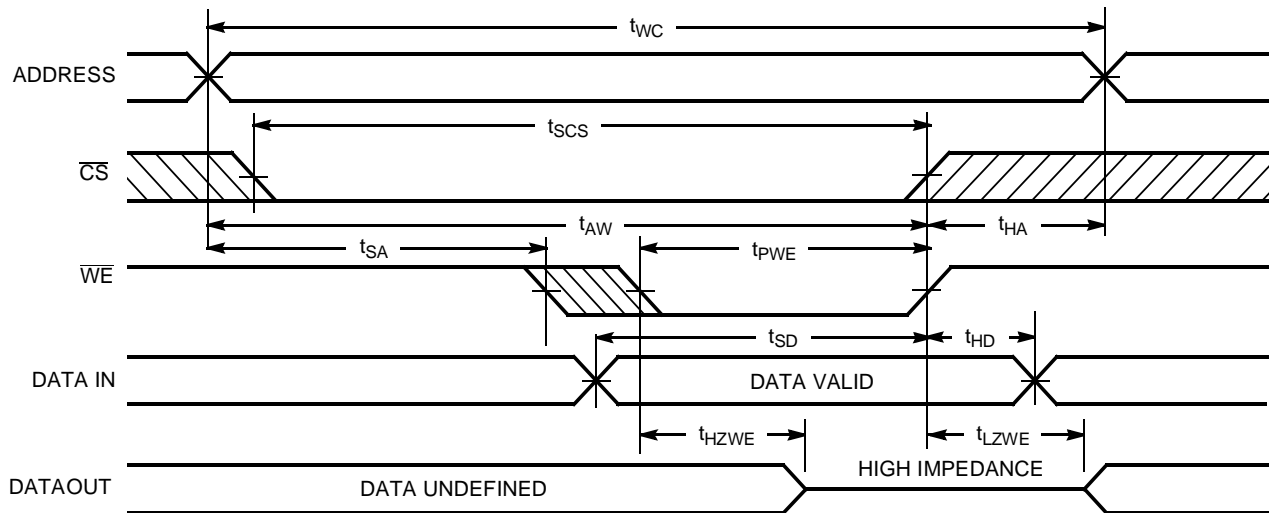 tWC
ADDRESS
tSCS
CS
tAW
tHA
tSA
tPWE
WE
tSD
tHD
DATA IN
DATA VALID
tHZWE
tLZWE
HIGH IMPEDANCE
DATAOUT
DATA UNDEFINED